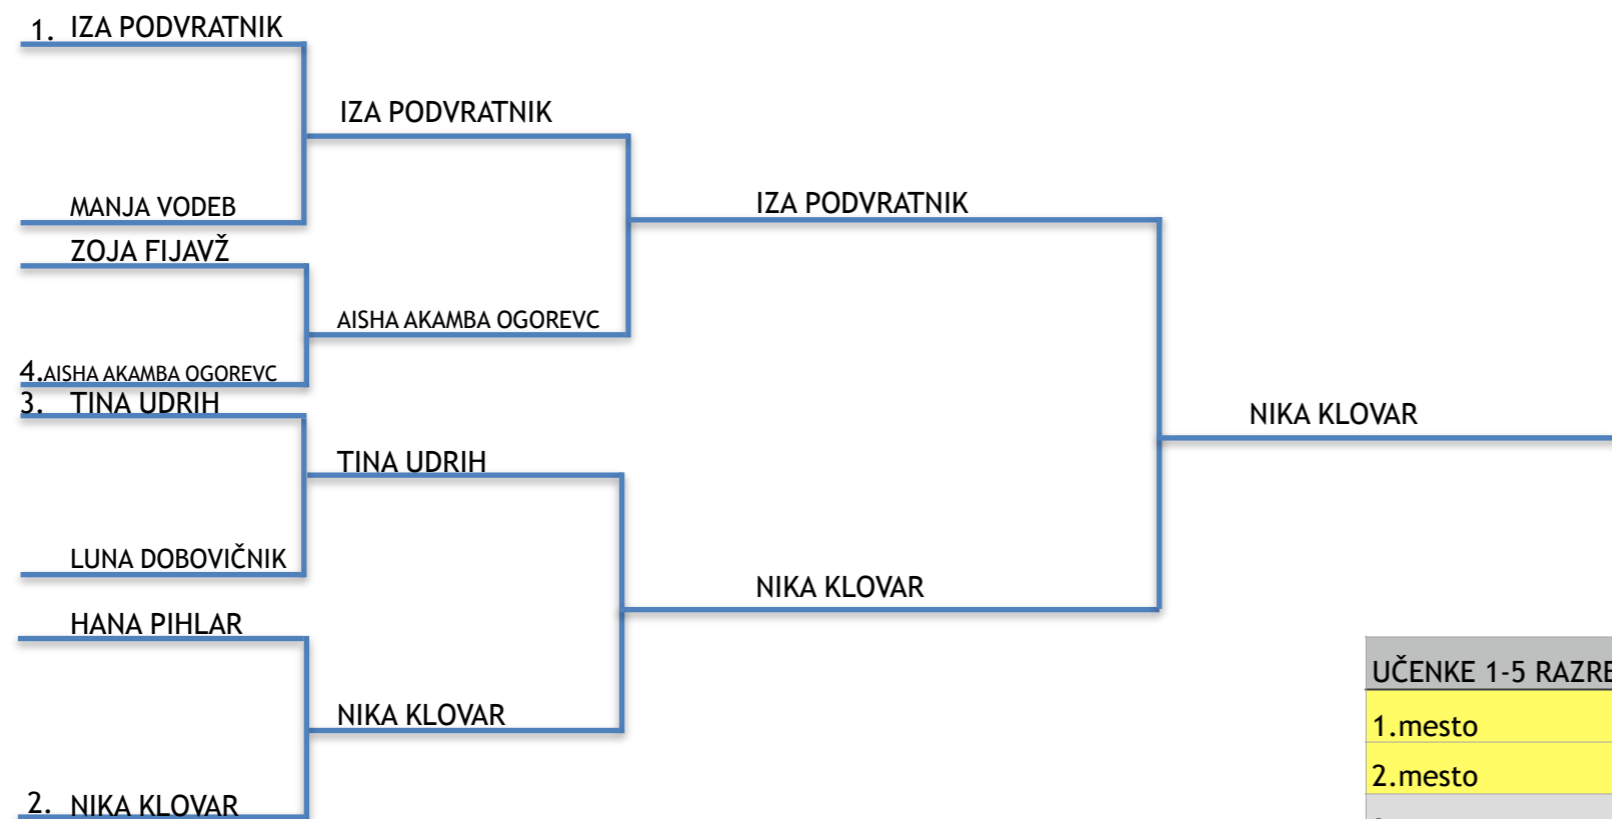 1. IZA PODVRATNIK
MANJA VODEB
ZOJA FIJAVŽ
4.AISHA AKAMBA OGOREVC
3. TINA UDRIH
LUNA DOBOVIČNIK
HANA PIHLAR
2. NIKA KLOVAR
IZA PODVRATNIK
AISHA AKAMBA OGOREVC
TINA UDRIH
NIKA KLOVAR
IZA PODVRATNIK
NIKA KLOVAR
NIKA KLOVAR
UČENKE 1-5
1.mesto
2.mesto